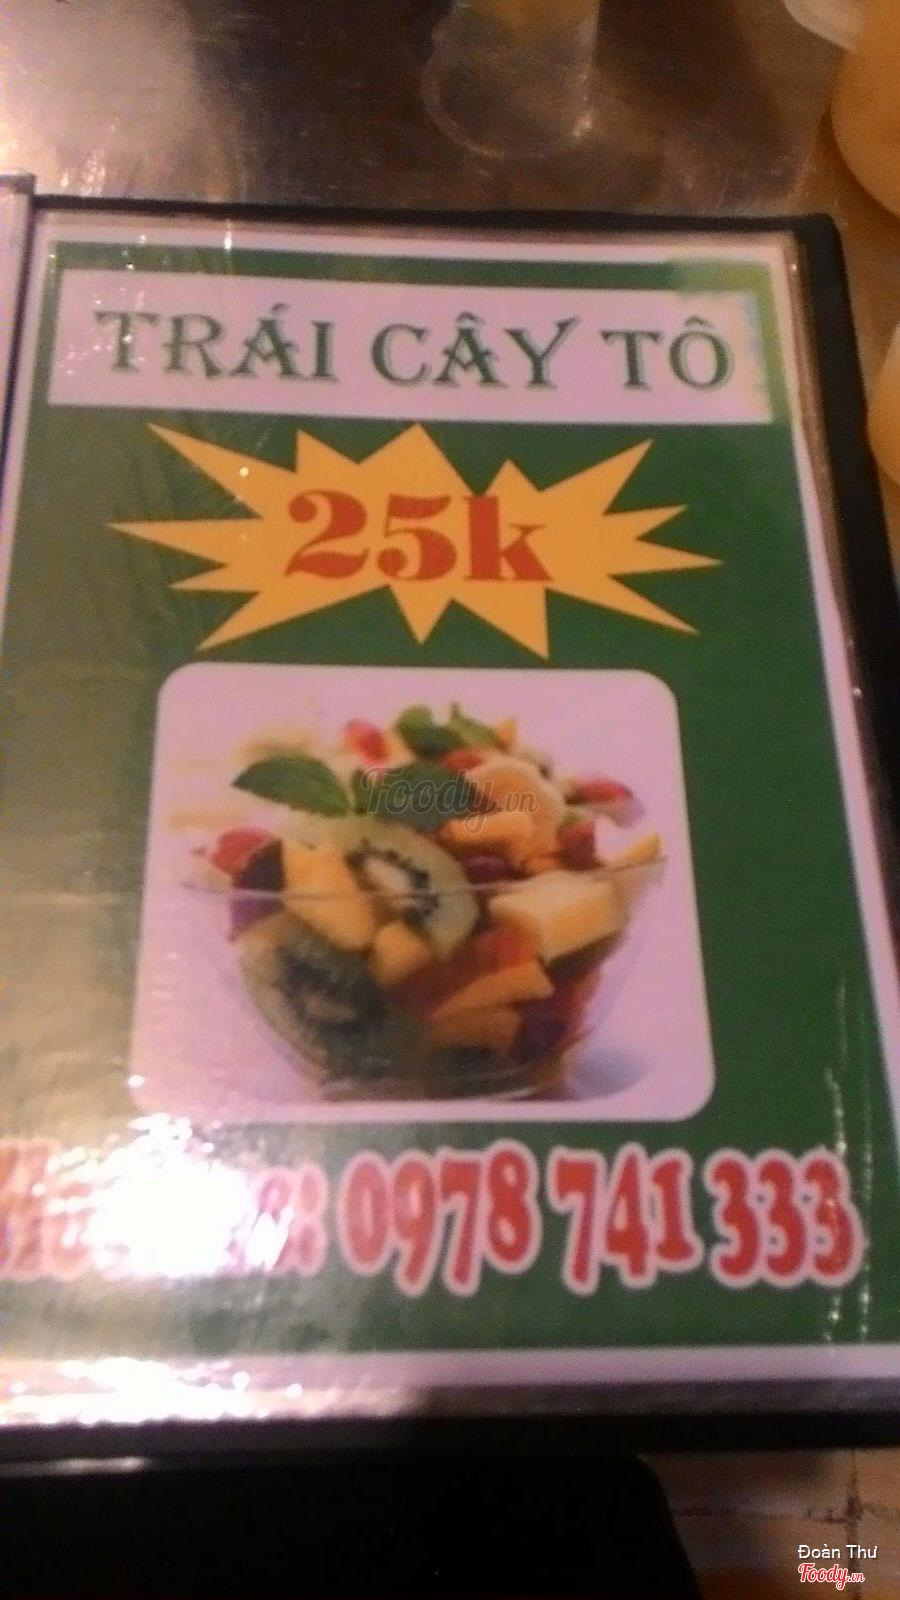 TRÁI CÂY TÔ
25k
Foody.vn
0978 741 333
Đoàn Thư
Foody.vn